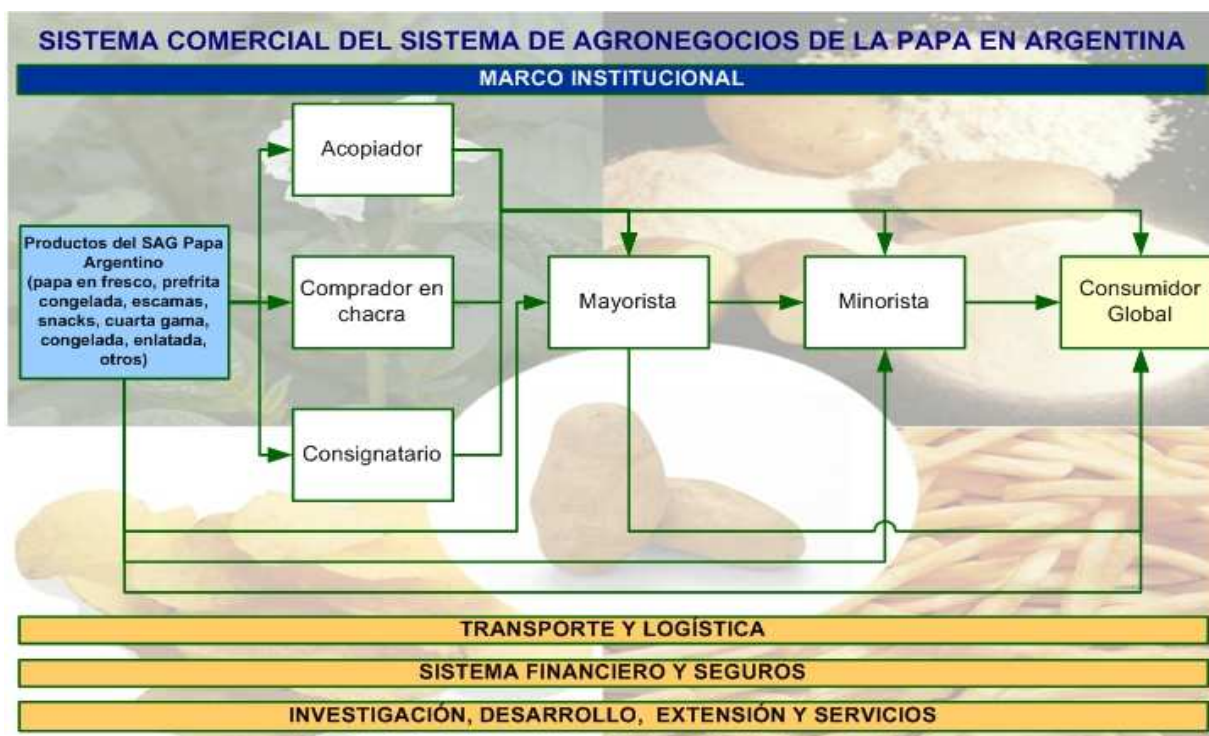 SISTEMA COMERCIAL DEL SISTEMA DE AGRONEGOCIOS DE LA PAPA EN ARGENTINA
MARCO INSTITUCIONAL
Acopiador
Productos del SAG Papa
Argentino
(papa en fresco, prefrita
congelada, escamas,
snacks, cuarta gama,
congelada, enlatada,
otros)
Comprador en
chacra
Mayorista
Minorista
Consumidor
Global
Consignatario
TRANSPORTE Y LOGÍSTICA
SISTEMA FINANCIERO Y SEGUROS
INVESTIGACIÓN, DESARROLLO, EXTENSIÓN Y SERVICIOS